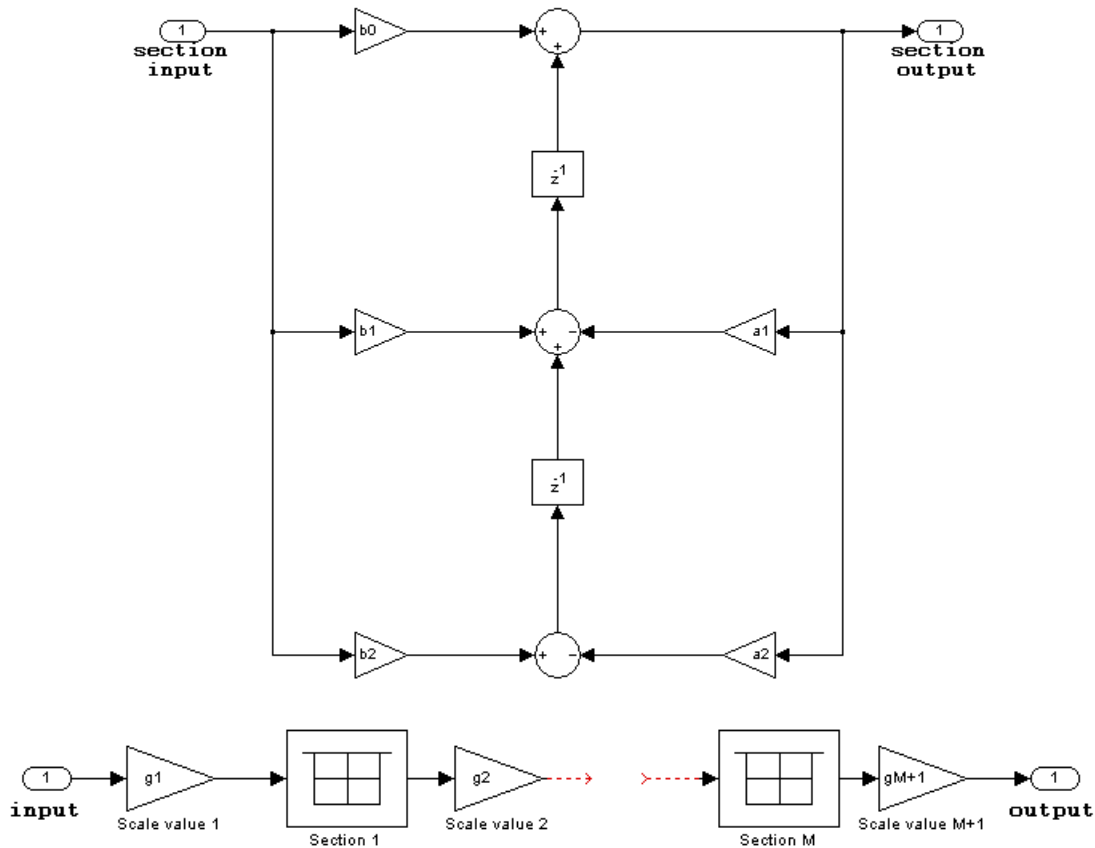 1
section
input
b0
+
+
1
section
output
z-1
b1
+
−
+
a1
z-1
b2
+
−
a2
1
input
g1
Scale value 1
Section 1
g2
Scale value 2
Section M
gM+1
Scale value M+1
1
output